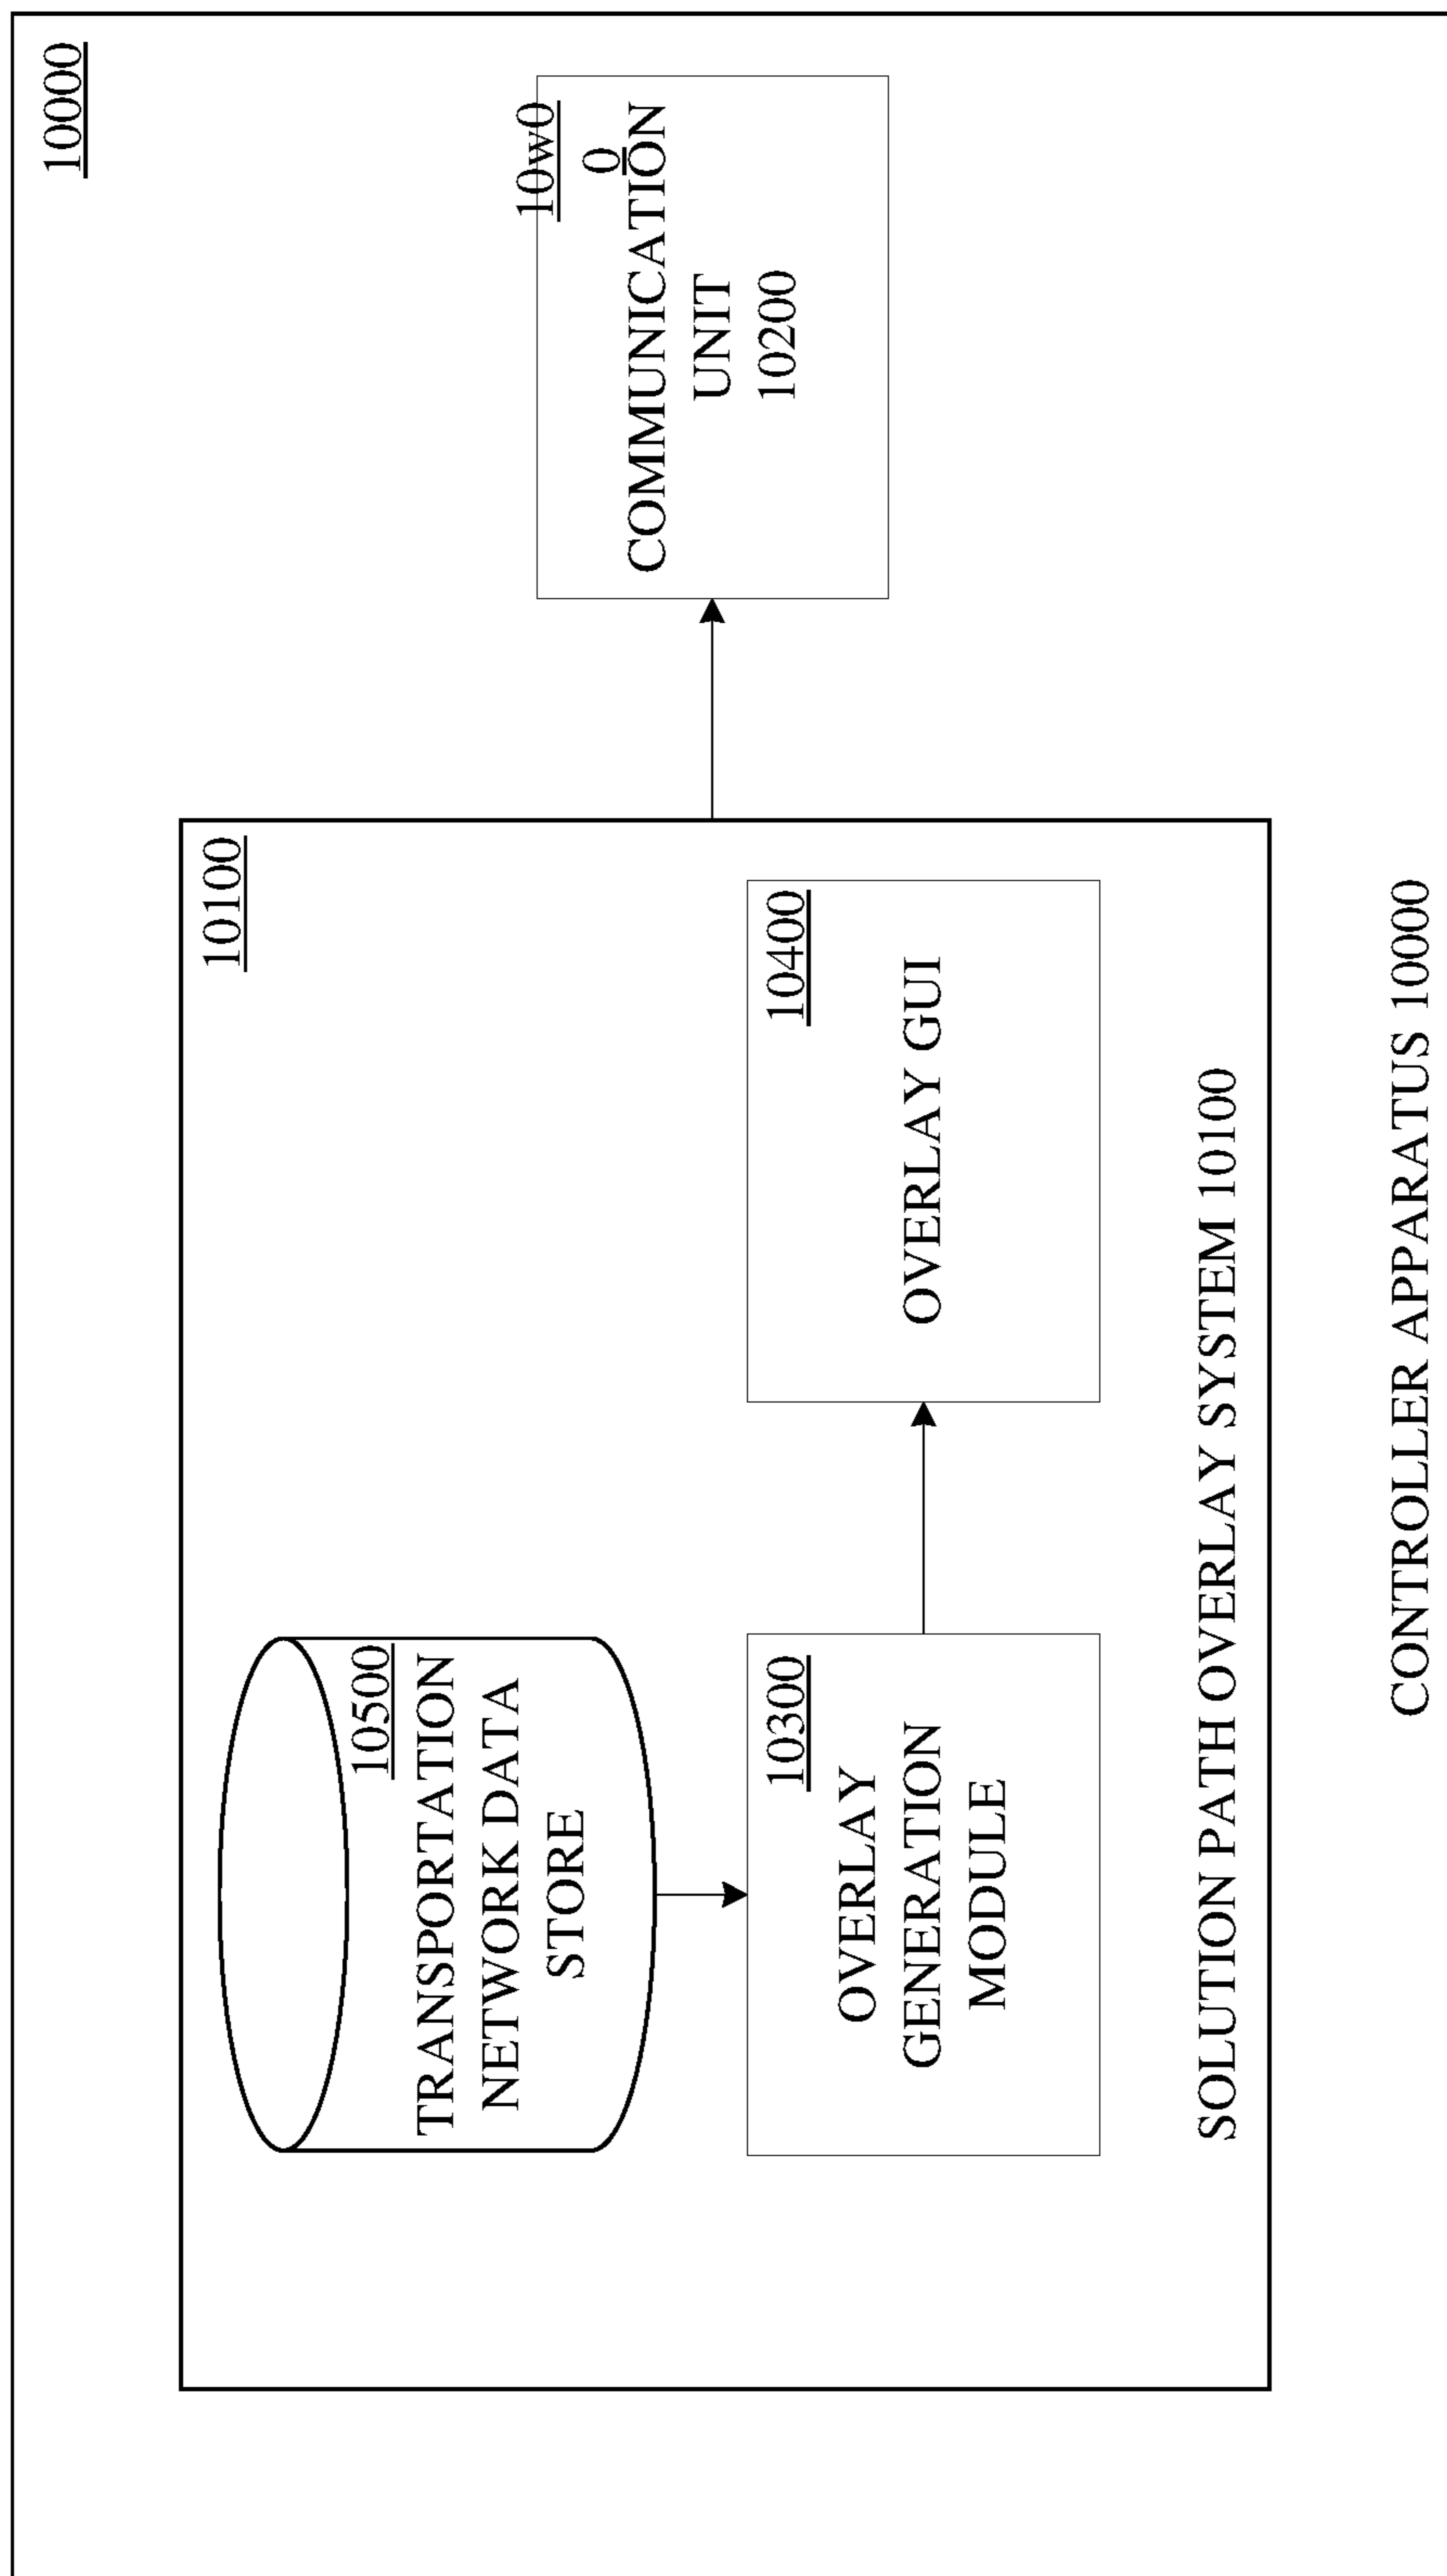 10000
10w0
0
COMMUNICATION
UNIT
10200
10100
10500
TRANSPORTATION
NETWORK DATA
STORE
10400
OVERLAY GUI
10300
OVERLAY
GENERATION
MODULE
SOLUTION PATH OVERLAY SYSTEM 10100
CONTROLLER APPARATUS 10000